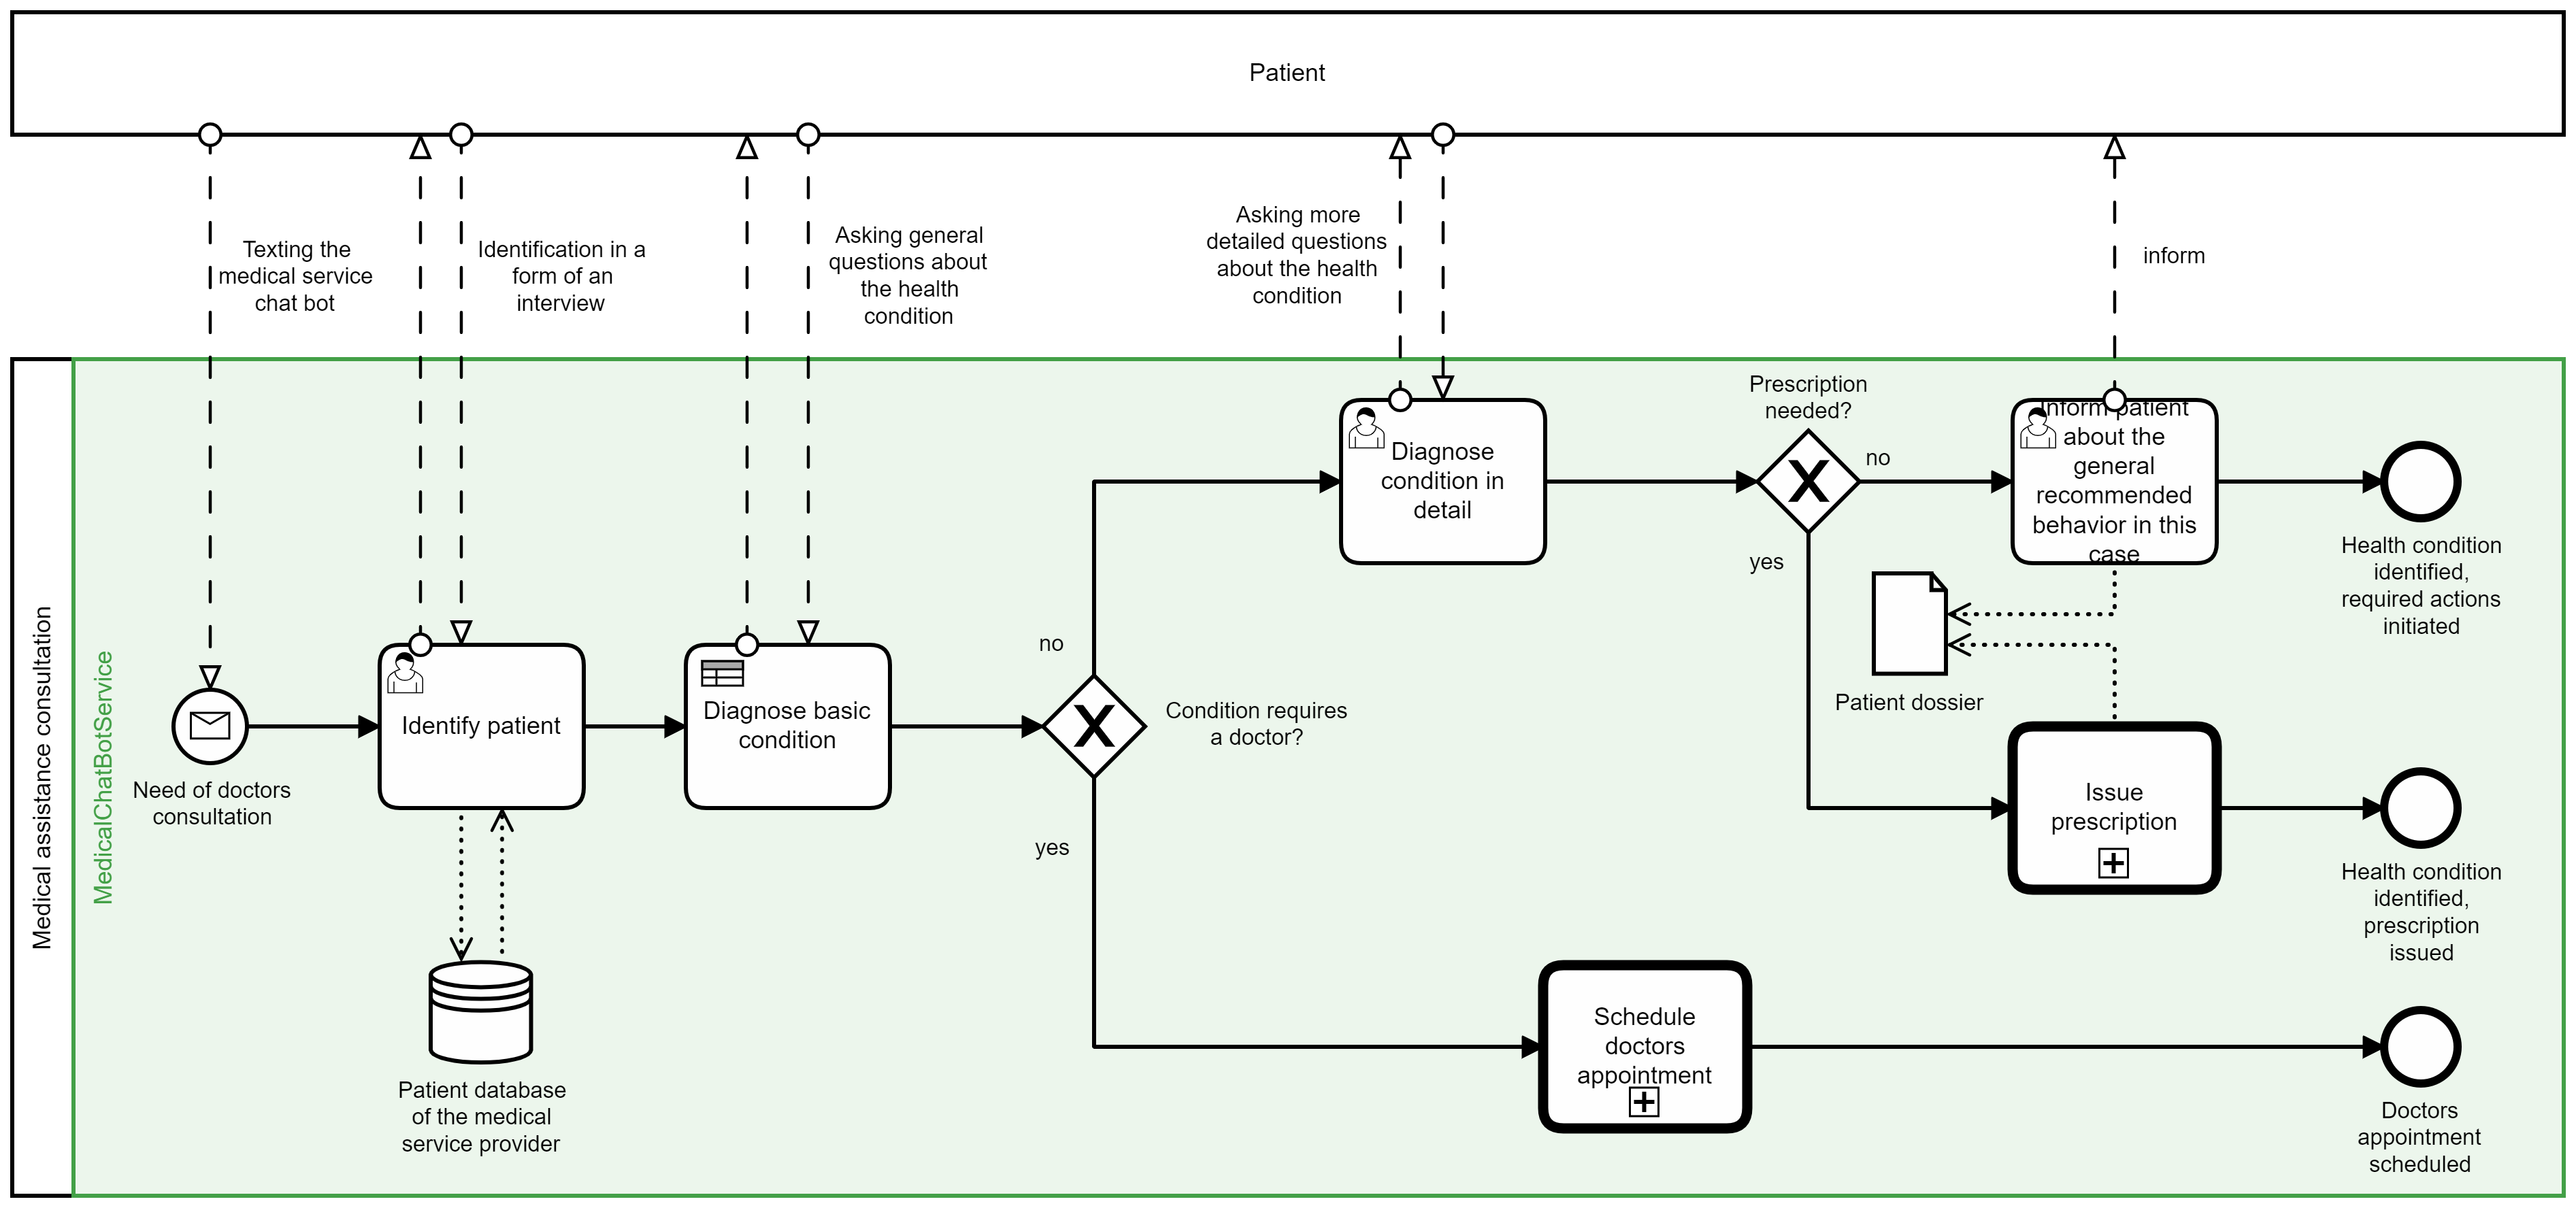 Patient
Texting the
medical service
chat bot
Identification in a
form of an
interview
Asking general
questions about
the health
condition
Asking more
detailed questions
about the health
condition
inform
Medical assistance consultation
MedicalChatBotService
Need of doctors
consultation
Identify patient
Patient database
of the medical
service provider
Diagnose basic
condition
no
Condition requires
a doctor?
yes
Diagnose
condition in
detail
Prescription
needed?
no
yes
Inform patient
about the
general
recommended
behavior in this
case
Health condition
identified,
required actions
initiated
Patient dossier
Issue
prescription
Health condition
identified,
prescription
issued
Schedule
doctors
appointment
Doctors
appointment
scheduled